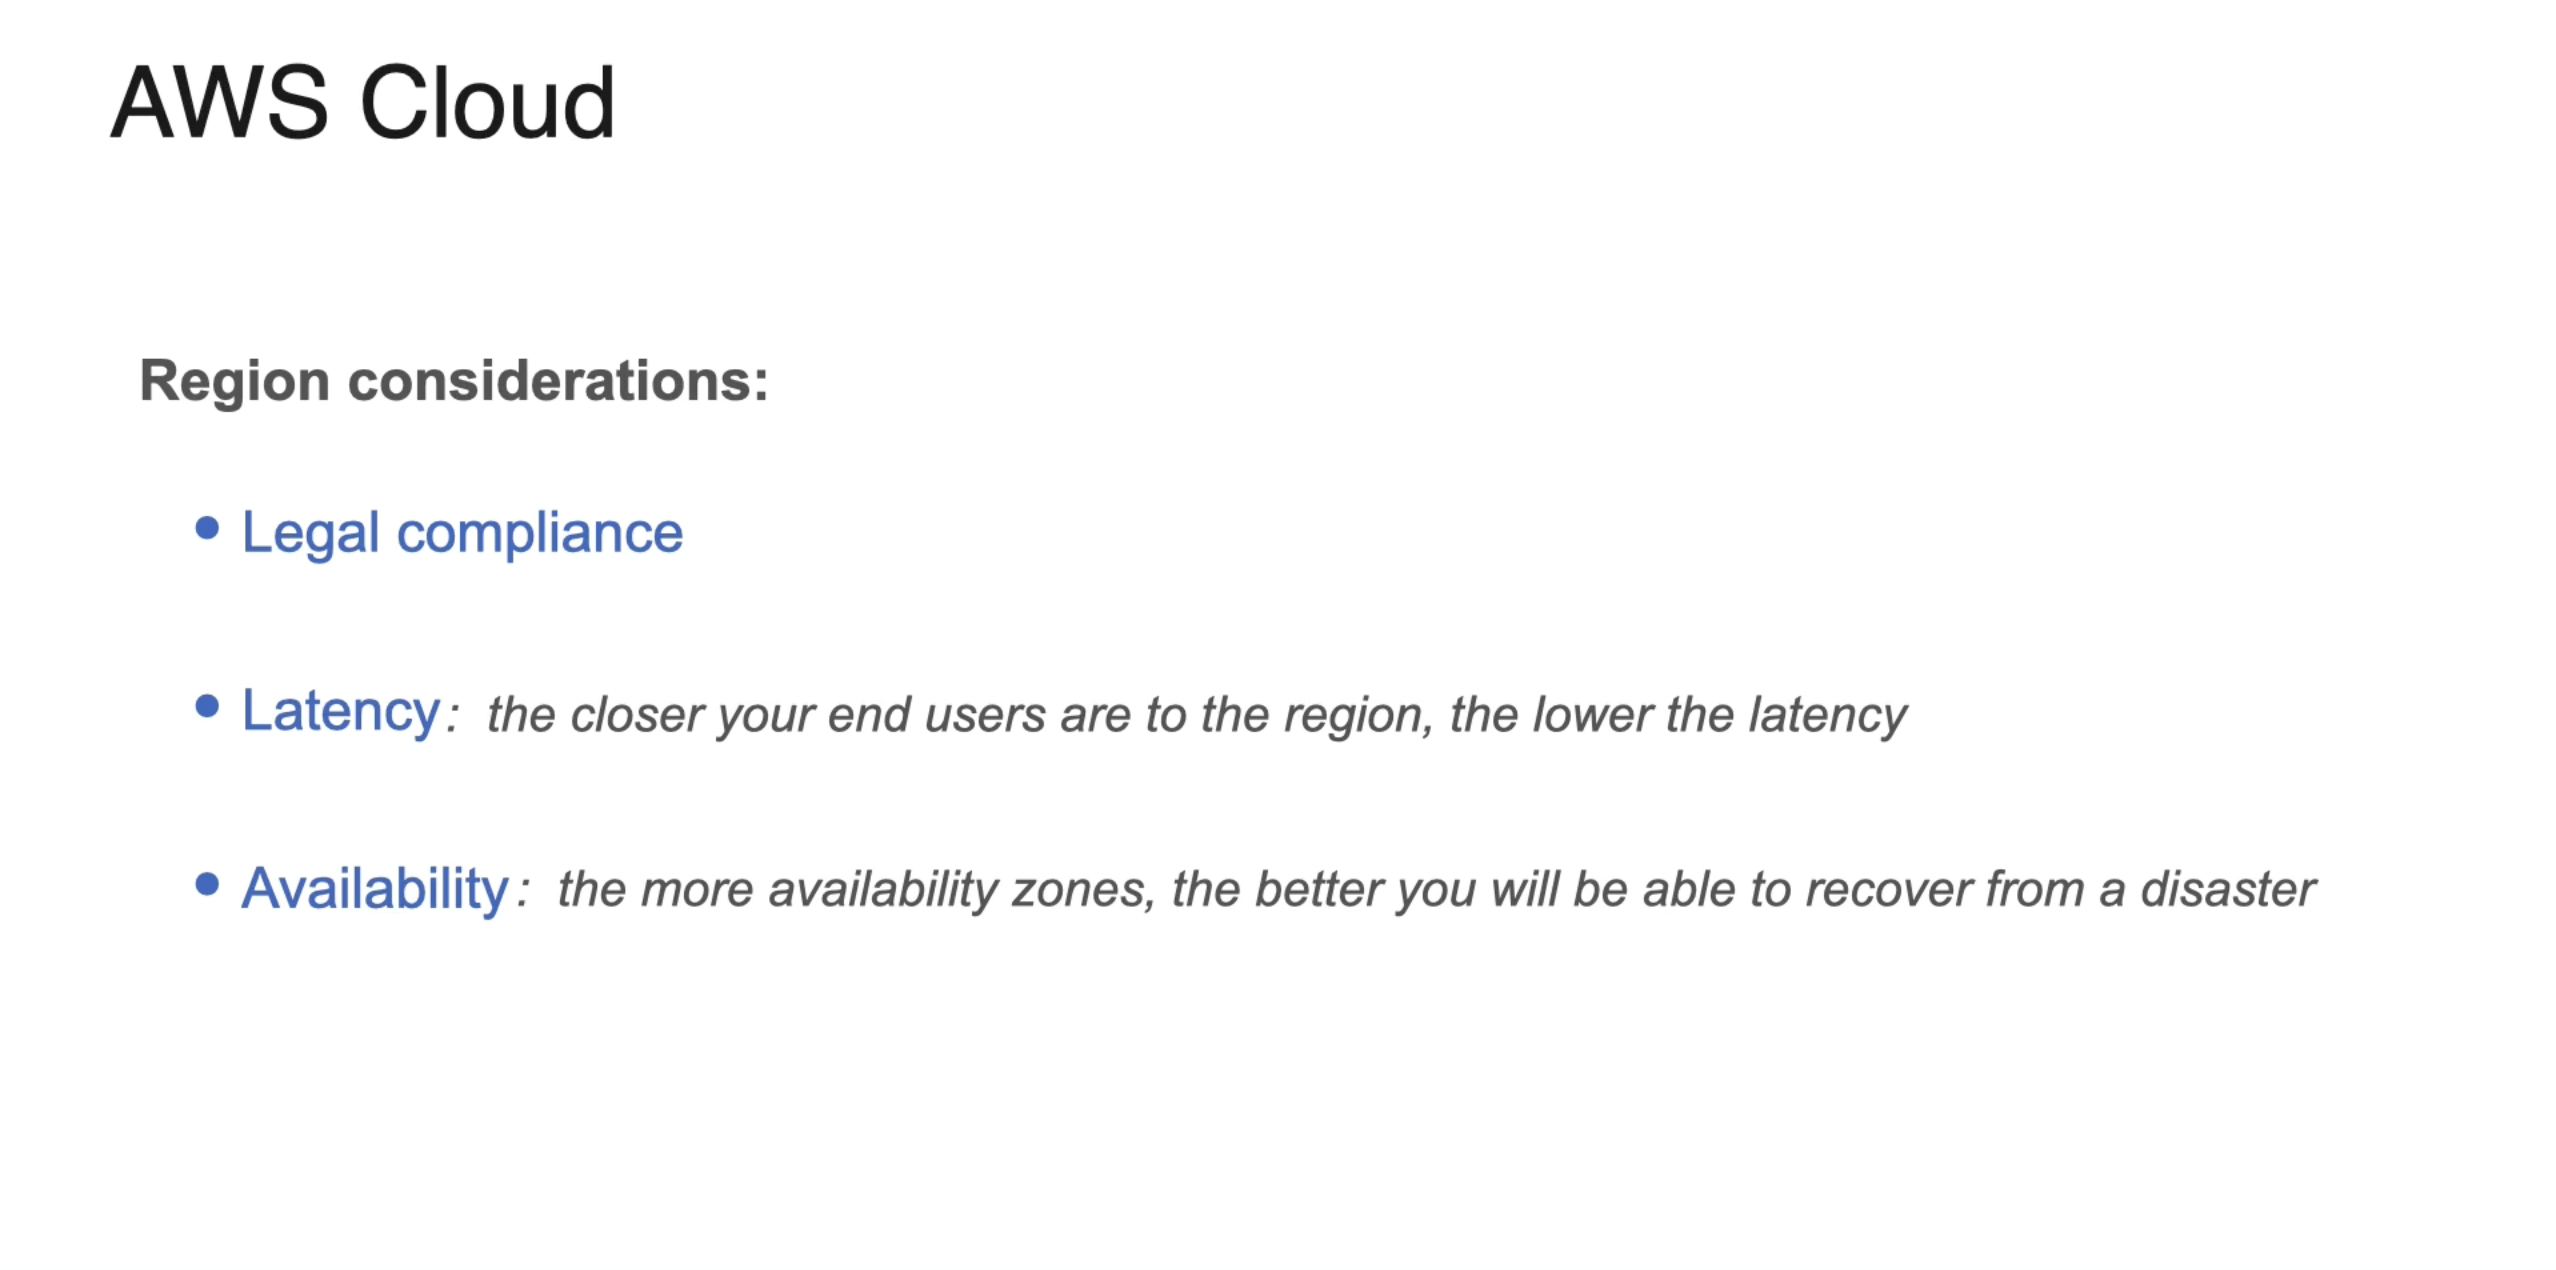 AWS Cloud
Region considerations:
• Legal compliance
• Latency: the closer your end users are to the region, the lower the latency
• Availability: the more availability zones, the better you will be able to recover from a disaster